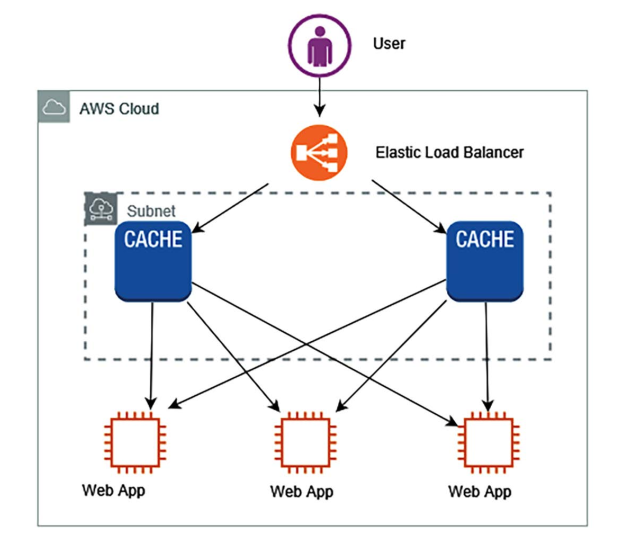 User
AWS Cloud
Elastic Load Balancer
Subnet
CACHE
CACHE
Web App
Web App
Web App